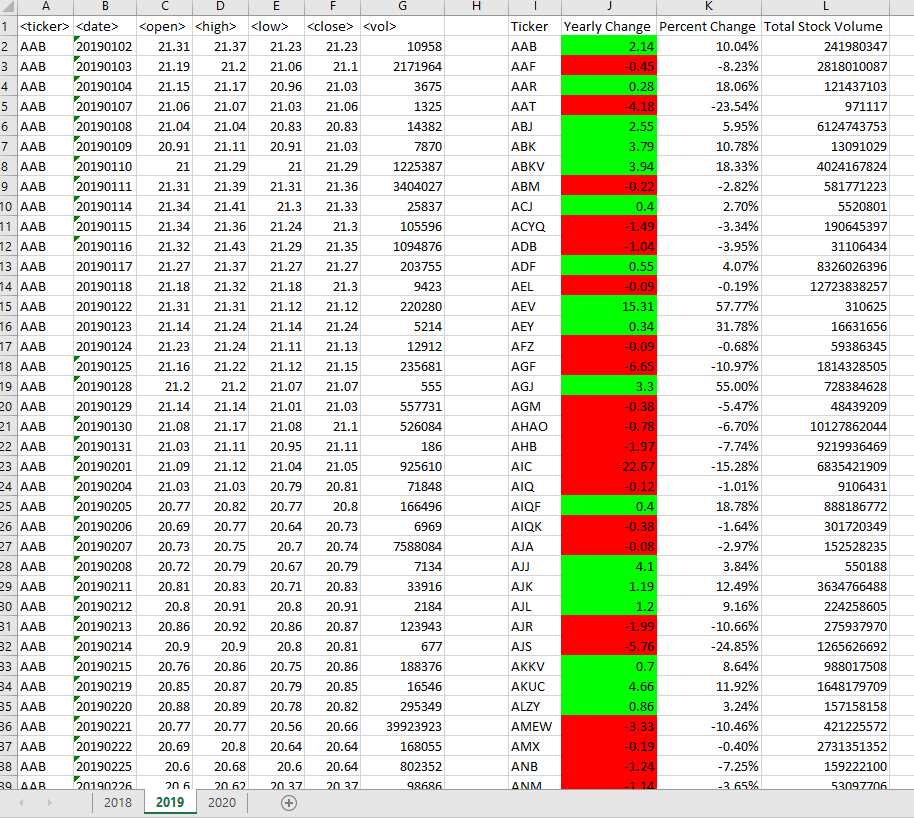 A B C D E F G H I J K L
1 <ticker> <date> <open> <high> <low> <close> <vol> Ticker Yearly Change Percent Change Total Stock Volume
2 AAB 20190102 21.31 21.37 21.23 21.23 10958 AAB 2.14 10.04% 241980347
3 AAB 20190103 21.19 21.2 21.06 21.1 2171964 AAF -0.45 -8.23% 2818010087
4 AAB 20190104 21.15 21.17 20.96 21.03 3675 AAR 0.28 18.06% 121437103
5 AAB 20190107 21.06 21.07 21.03 21.06 1325 AAT -4.18 -23.54% 971117
6 AAB 20190108 21.04 21.04 20.83 20.83 14382 ABJ 2.55 5.95% 6124743753
7 AAB 20190109 20.91 21.11 20.91 21.03 7870 ABK 3.79 10.78% 13091029
8 AAB 20190110 21 21.29 21 21.29 1225387 ABKV 3.94 18.33% 4024167824
9 AAB 20190111 21.31 21.39 21.31 21.36 3404027 ABM -0.22 -2.82% 581771223
10 AAB 20190114 21.34 21.41 21.3 21.33 25837 ACJ 0.4 2.70% 5520801
11 AAB 20190115 21.34 21.36 21.24 21.3 105596 ACYQ -1.49 -3.34% 190645397
12 AAB 20190116 21.32 21.43 21.29 21.35 1094876 ADB -1.04 -3.95% 31106434
13 AAB 20190117 21.27 21.37 21.27 21.27 203755 ADF 0.55 4.07% 8326026396
14 AAB 20190118 21.18 21.32 21.18 21.3 9423 AEL -0.09 -0.19% 12723838257
15 AAB 20190122 21.31 21.31 21.12 21.12 220280 AEV 15.31 57.77% 310625
16 AAB 20190123 21.14 21.24 21.14 21.24 5214 AEY 0.34 31.78% 16631656
17 AAB 20190124 21.23 21.24 21.11 21.13 12912 AFZ -0.09 -0.68% 59386345
18 AAB 20190125 21.16 21.22 21.12 21.15 235681 AGF -6.65 -10.97% 1814328505
19 AAB 20190128 21.2 21.2 21.07 21.07 555 AGJ 3.3 55.00% 728384628
20 AAB 20190129 21.14 21.14 21.01 21.03 557731 AGM -0.38 -5.47% 48439209
21 AAB 20190130 21.08 21.17 21.08 21.1 526084 AHAO -0.78 -6.70% 10127862044
22 AAB 20190131 21.03 21.11 20.95 21.11 186 AHB -1.97 -7.74% 9219936469
23 AAB 20190201 21.09 21.12 21.04 21.05 925610 AIC -22.67 -15.28% 6835421909
24 AAB 20190204 21.03 21.03 20.79 20.81 71848 AIQ -0.12 -1.01% 9106431
25 AAB 20190205 20.77 20.82 20.77 20.8 166496 AIQF 0.4 18.78% 888186772
26 AAB 20190206 20.69 20.77 20.64 20.73 6969 AIQK -0.38 -1.64% 301720349
27 AAB 20190207 20.73 20.75 20.7 20.74 7588084 AJA -0.08 -2.97% 152528235
28 AAB 20190208 20.72 20.79 20.67 20.79 7134 AJJ 4.1 3.84% 550188
29 AAB 20190211 20.81 20.83 20.71 20.83 33916 AJK 1.19 12.49% 3634766488
30 AAB 20190212 20.8 20.91 20.8 20.91 2184 AJL 1.2 9.16% 224258605
31 AAB 20190213 20.86 20.92 20.86 20.87 123943 AJR -1.99 -10.66% 275937970
32 AAB 20190214 20.9 20.9 20.8 20.81 677 AJS -5.76 -24.85% 1265626692
33 AAB 20190215 20.76 20.86 20.75 20.86 188376 AKKV 0.7 8.64% 988017508
34 AAB 20190219 20.85 20.87 20.79 20.85 16546 AKUC 4.66 11.92% 1648179709
35 AAB 20190220 20.88 20.89 20.78 20.82 295349 ALZY 0.86 3.24% 157158158
36 AAB 20190221 20.77 20.77 20.56 20.66 39923923 AMEW -3.33 -10.46% 421225572
37 AAB 20190222 20.69 20.8 20.64 20.64 168055 AMX -0.19 -0.40% 2731351352
38 AAB 20190225 20.6 20.68 20.6 20.64 802352 ANB -1.24 -7.25% 159222100
39 AAB 20190226 20.6 20.62 20.37 20.37 98686 ANM -1.14 -3.65% 53097706
2018 2019 2020